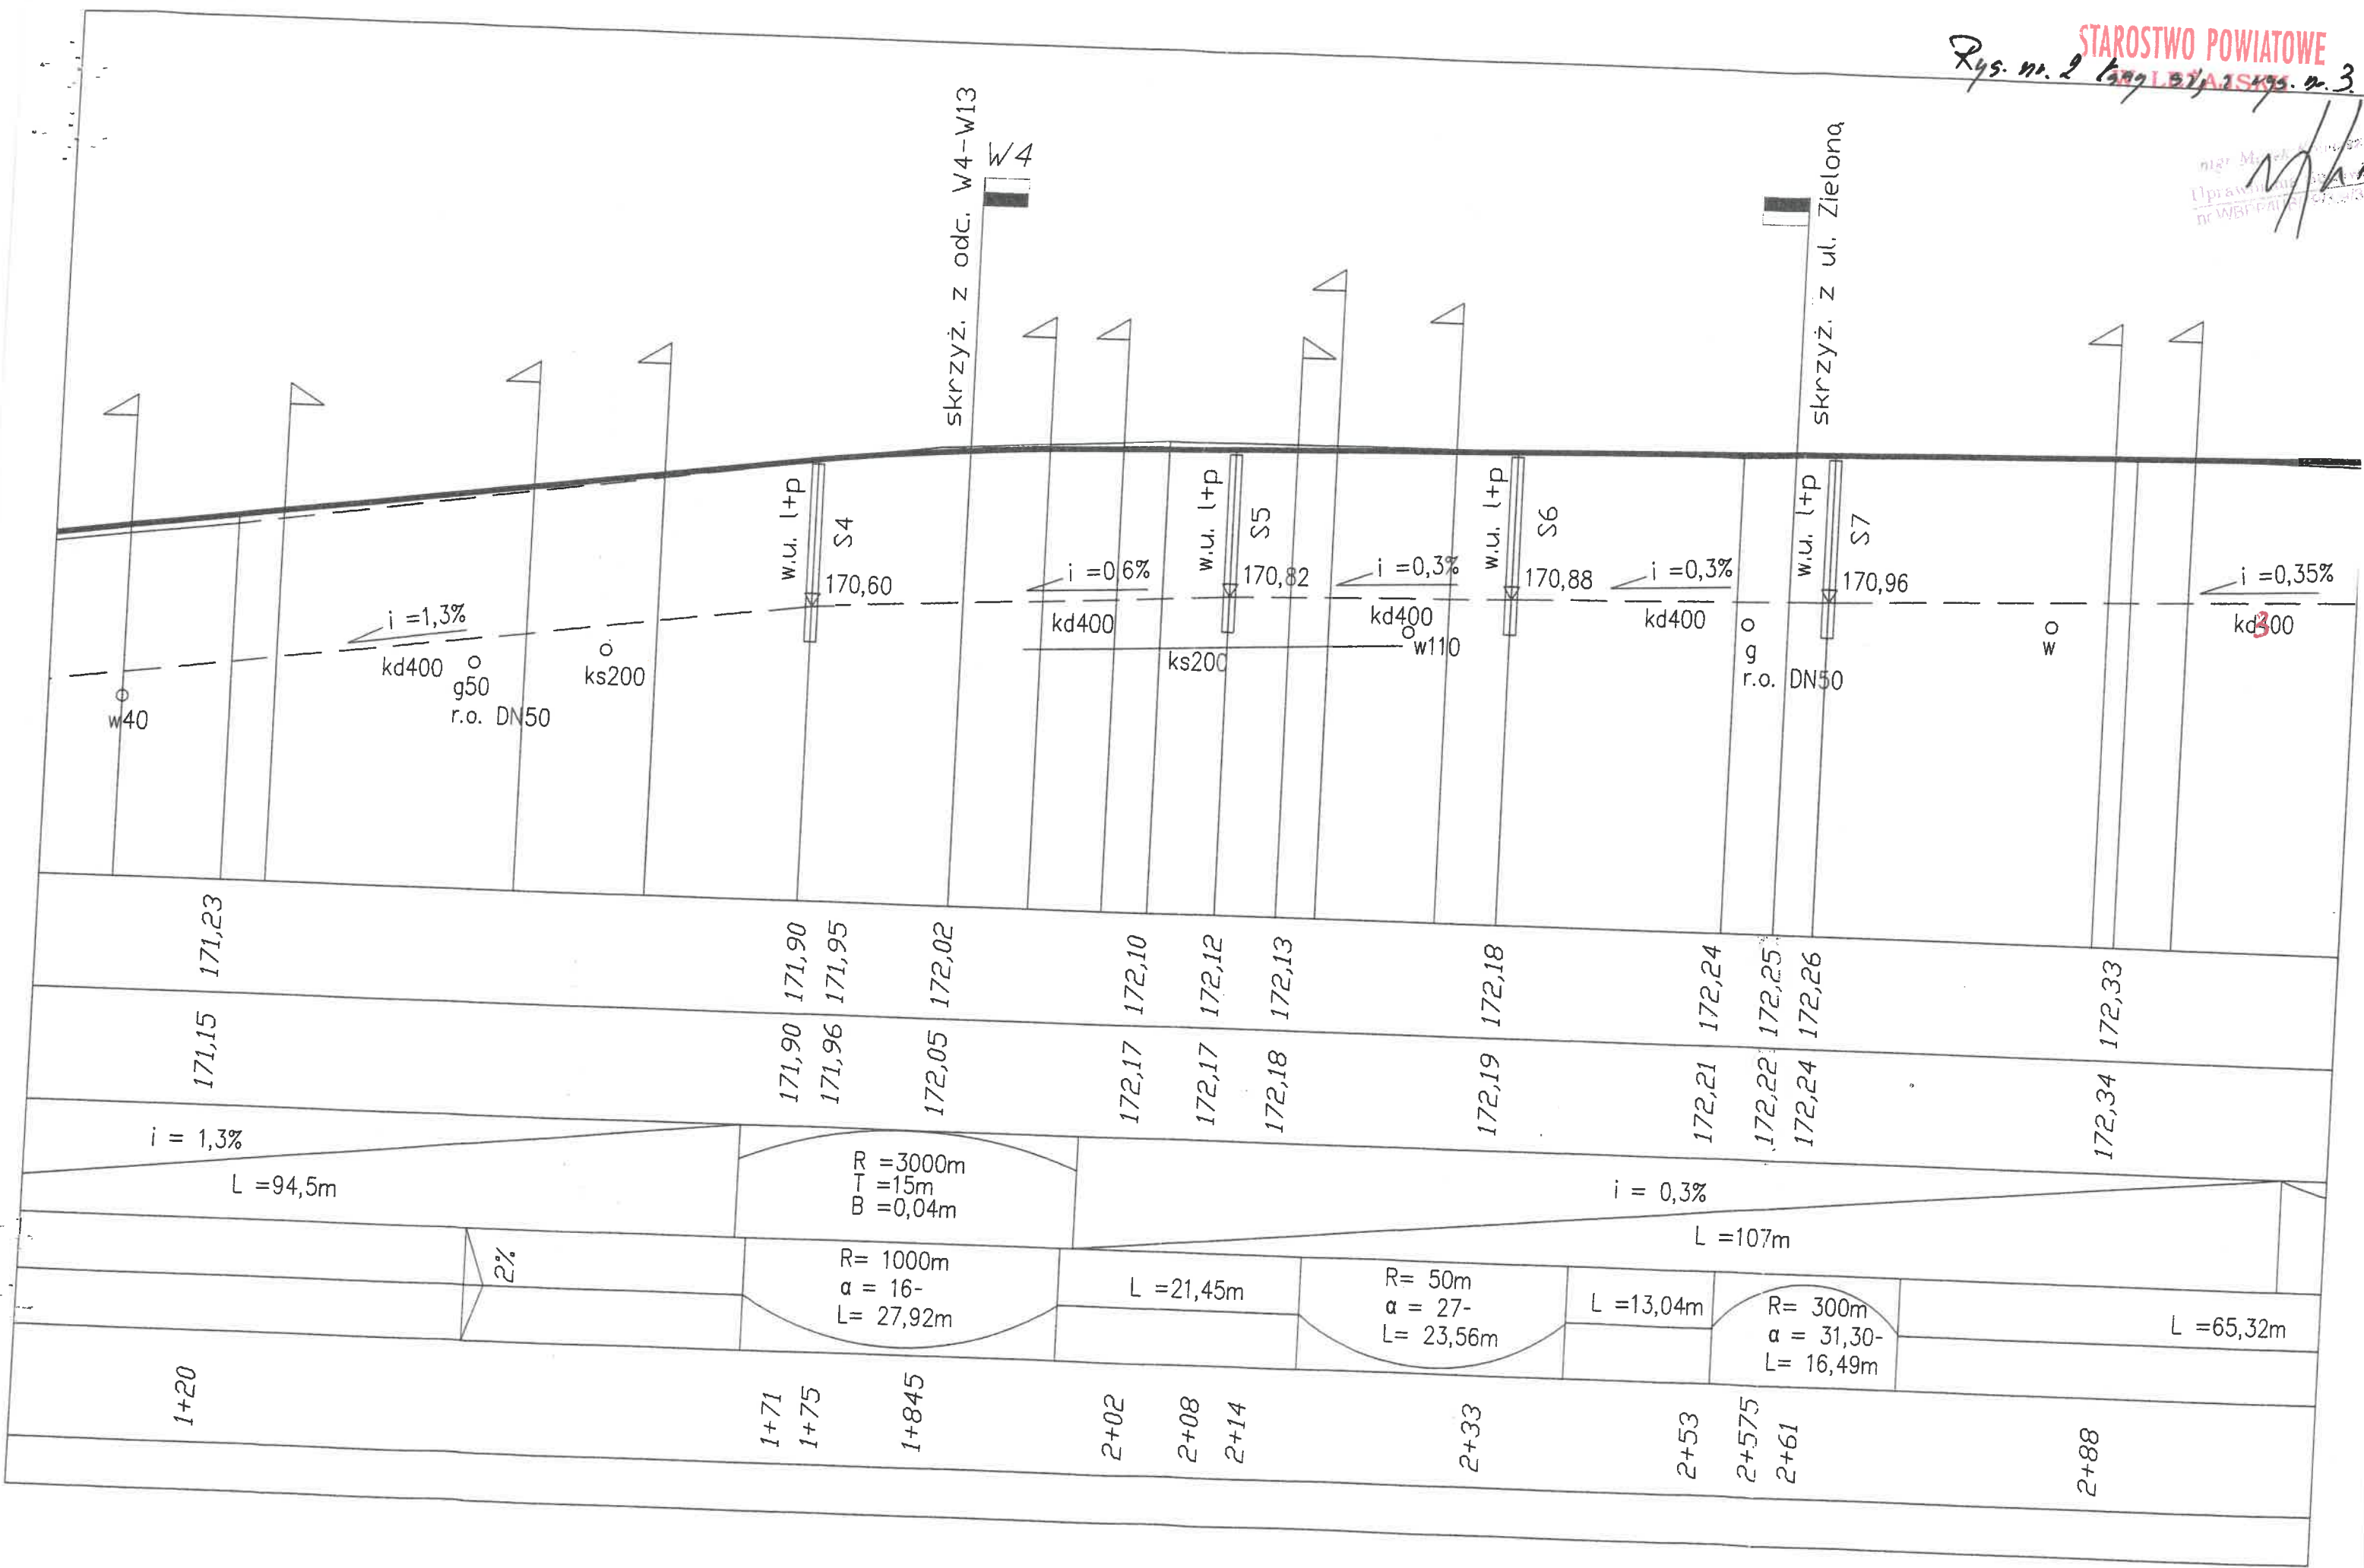 STAROSTWO POWIATOWE
Rys. nr. 2 rys. nr. 3
skrzyż. z odc. W4-W13
W4
skrzyż. z ul. Zieloną
w.u. l+p
S4
170,60
w.u. l+p
S5
170,82
w.u. l+p
S6
170,88
w.u. l+p
S7
170,96
i =1,3%
kd400
i =0,6%
kd400
i =0,3%
kd400
i =0,3%
kd400
i =0,35%
kd300
w40
g50
r.o. DN50
ks200
ks200
w110
g
r.o. DN50
w
171,23 171,90 171,95 172,02 172,10 172,12 172,13 172,18 172,24 172,25 172,26 172,33
171,15 171,90 171,96 172,05 172,17 172,17 172,18 172,19 172,21 172,22 172,24 172,34
i = 1,3%
L =94,5m
R =3000m
T =15m
B =0,04m
i = 0,3%
L =107m
2%
R= 1000m
α = 16-
L= 27,92m
L =21,45m
R= 50m
α = 27-
L= 23,56m
L =13,04m
R= 300m
α = 31,30-
L= 16,49m
L =65,32m
1+20 1+71 1+75 1+845 2+02 2+08 2+14 2+33 2+53 2+575 2+61 2+88